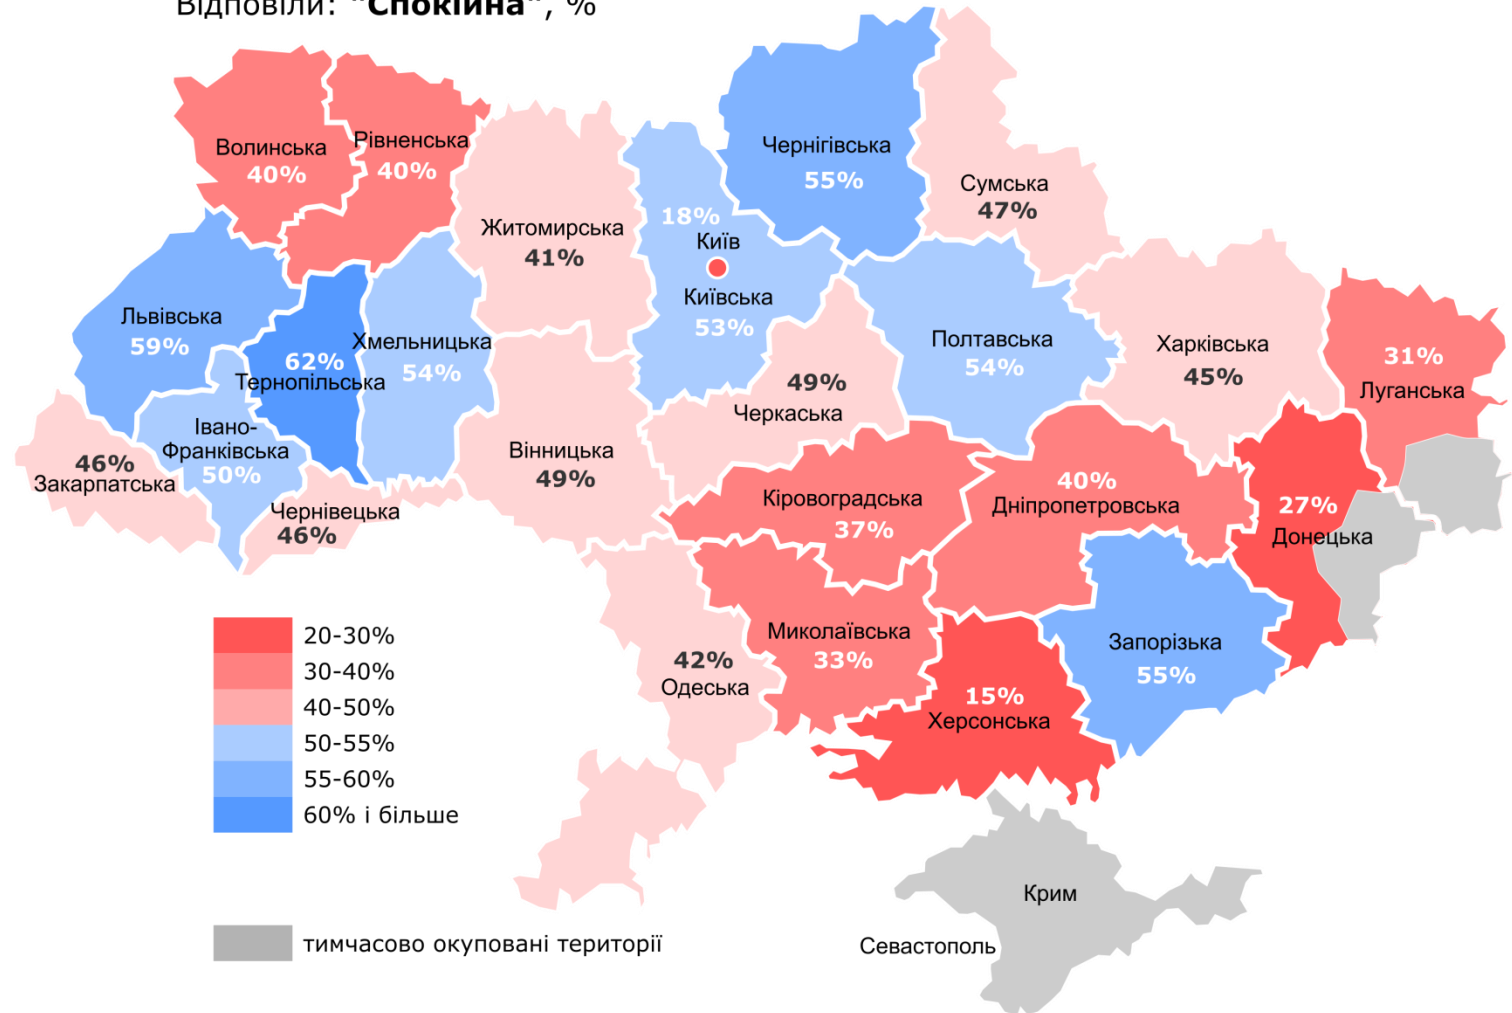 Відповіли: "Спокійна", %
Волинська
40%
Рівненська
40%
Житомирська
41%
18%
Київ
Київська
53%
Чернігівська
55%
Сумська
47%
Львівська
59%
62%
Тернопільська
Хмельницька
54%
Івано-
Франківська
50%
46%
Закарпатська
Чернівецька
46%
Вінницька
49%
49%
Черкаська
Полтавська
54%
Харківська
45%
31%
Луганська
27%
Донецька
40%
Дніпропетровська
Кіровоградська
37%
Миколаївська
33%
42%
Одеська
15%
Херсонська
Запорізька
55%
Крим
Севастополь
20-30%
30-40%
40-50%
50-55%
55-60%
60% і більше
тимчасово окуповані території